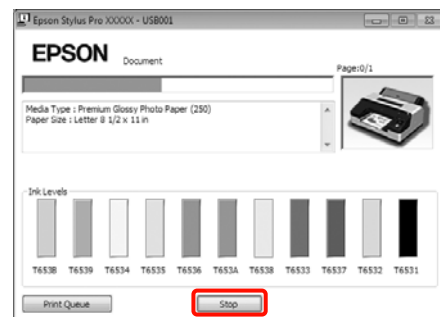 Epson Stylus Pro XXXXX - USB001
EPSON
Document
Page:0/1
Media Type : Premium Glossy Photo Paper (250)
Paper Size : Letter 8 1/2 x 11 in
Ink Levels
T653B T6539 T6534 T6535 T6536 T653A T6538 T6533 T6537 T6532 T6531
Print Queue
Stop